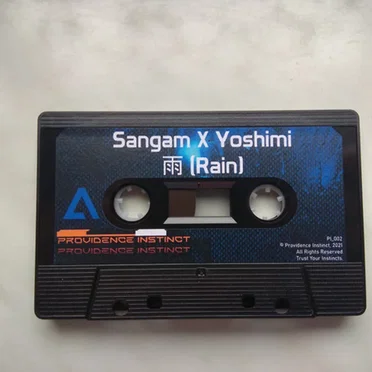 Sangam X Yoshimi
雨 (Rain)
PROVIDENCE INSTINCT
PROVIDENCE INSTINCT
PI_002
© Providence Instinct, 2021
All Rights Reserved
Trust Your Instincts.